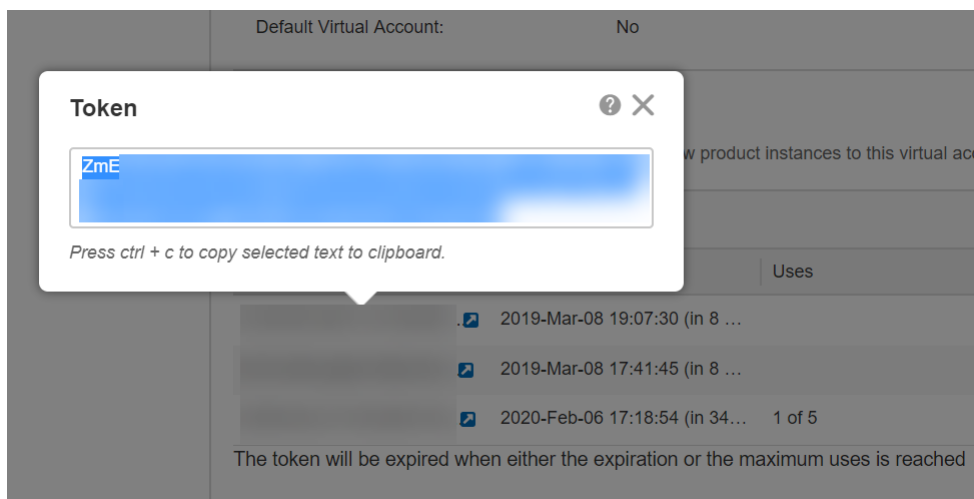 Default Virtual Account: No
Token
ZmE
w product instances to this virtual acc
Press ctrl + c to copy selected text to clipboard.
Uses
2019-Mar-08 19:07:30 (in 8 …
2019-Mar-08 17:41:45 (in 8 …
2020-Feb-06 17:18:54 (in 34… 1 of 5
The token will be expired when either the expiration or the maximum uses is reached